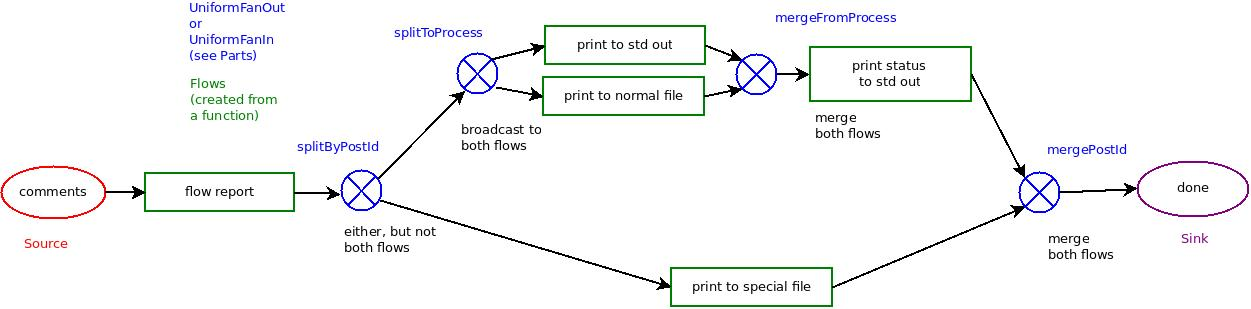 UniformFanOut
or
UniformFanIn
(see Parts)
Flows
(created from
a function)
splitToProcess
print to std out
print to normal file
broadcast to
both flows
mergeFromProcess
print status
to std out
merge
both flows
splitByPostId
comments
Source
flow report
either, but not
both flows
print to special file
mergePostId
merge
both flows
done
Sink